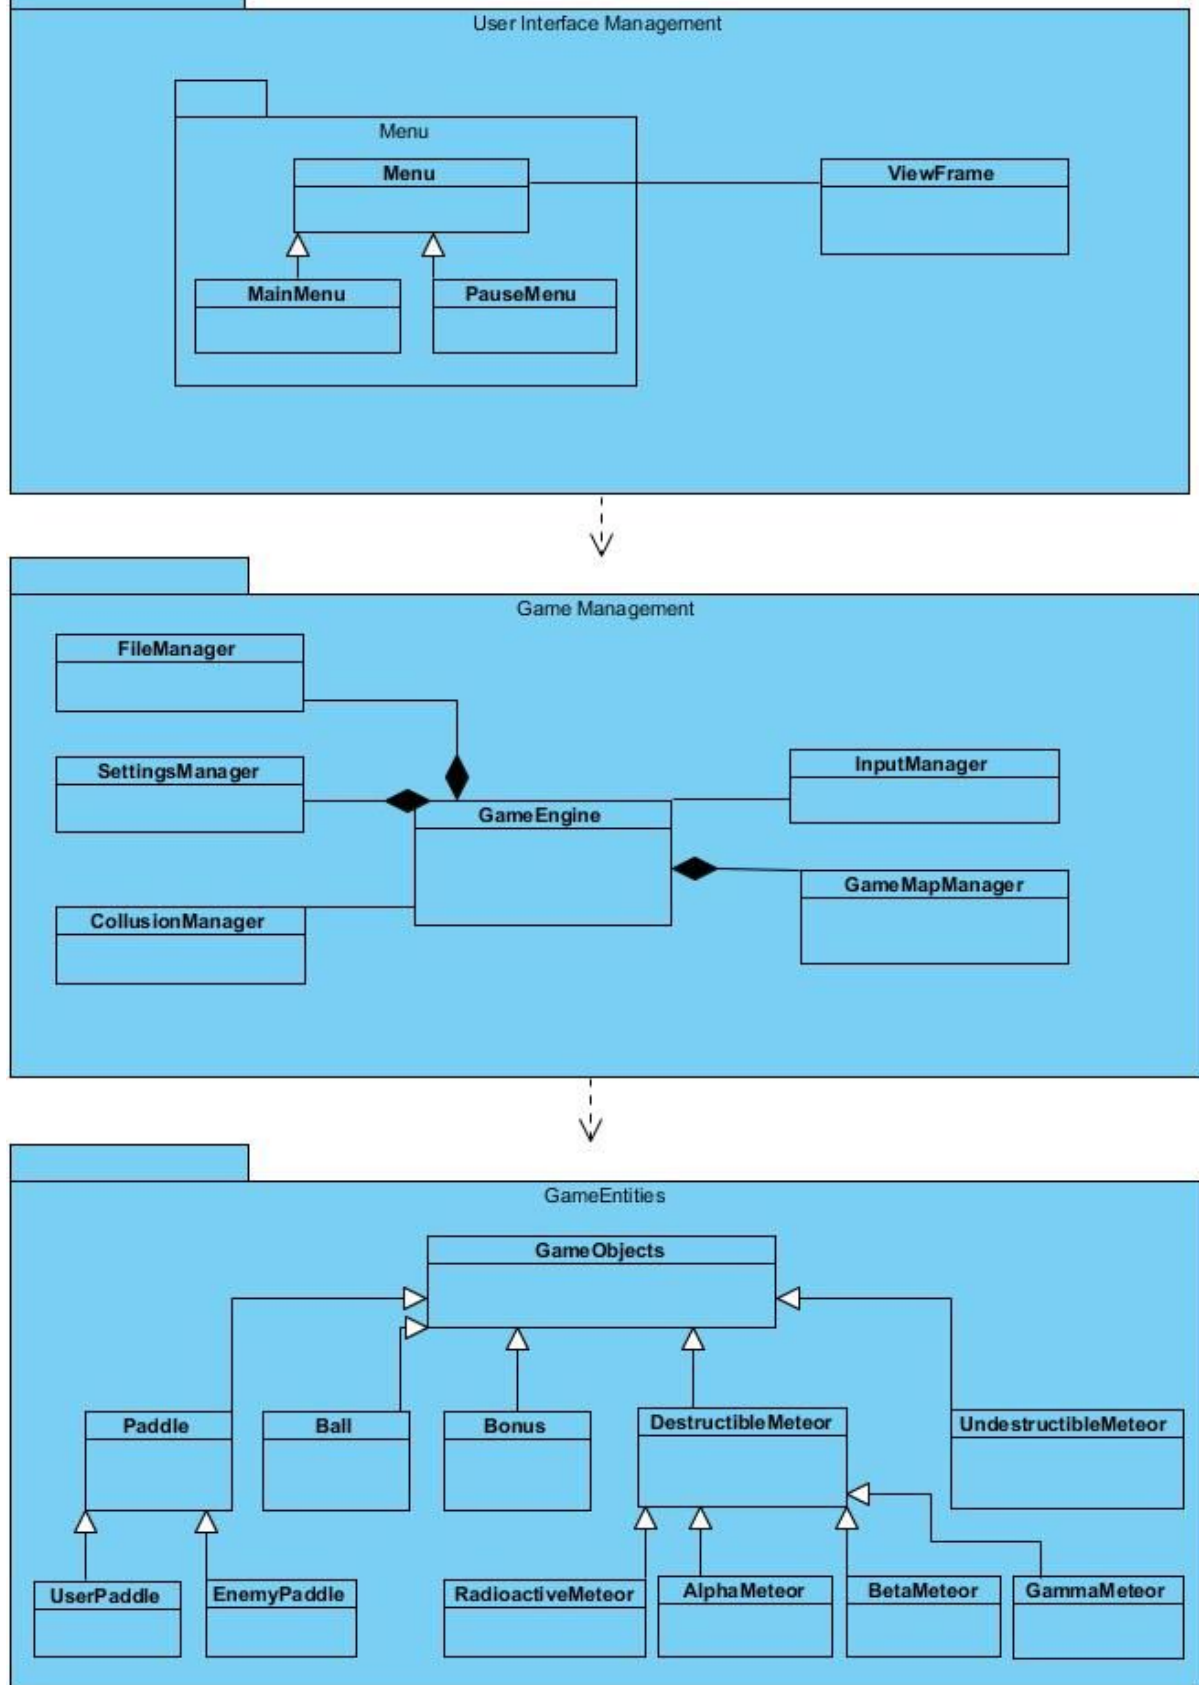 User Interface Management
Menu
Menu
ViewFrame
MainMenu
PauseMenu
Game Management
FileManager
SettingsManager
InputManager
GameEngine
GameMapManager
CollusionManager
GameEntities
GameObjects
Paddle
Ball
Bonus
DestructibleMeteor
UndestructibleMeteor
UserPaddle
EnemyPaddle
RadioactiveMeteor
AlphaMeteor
BetaMeteor
GammaMeteor